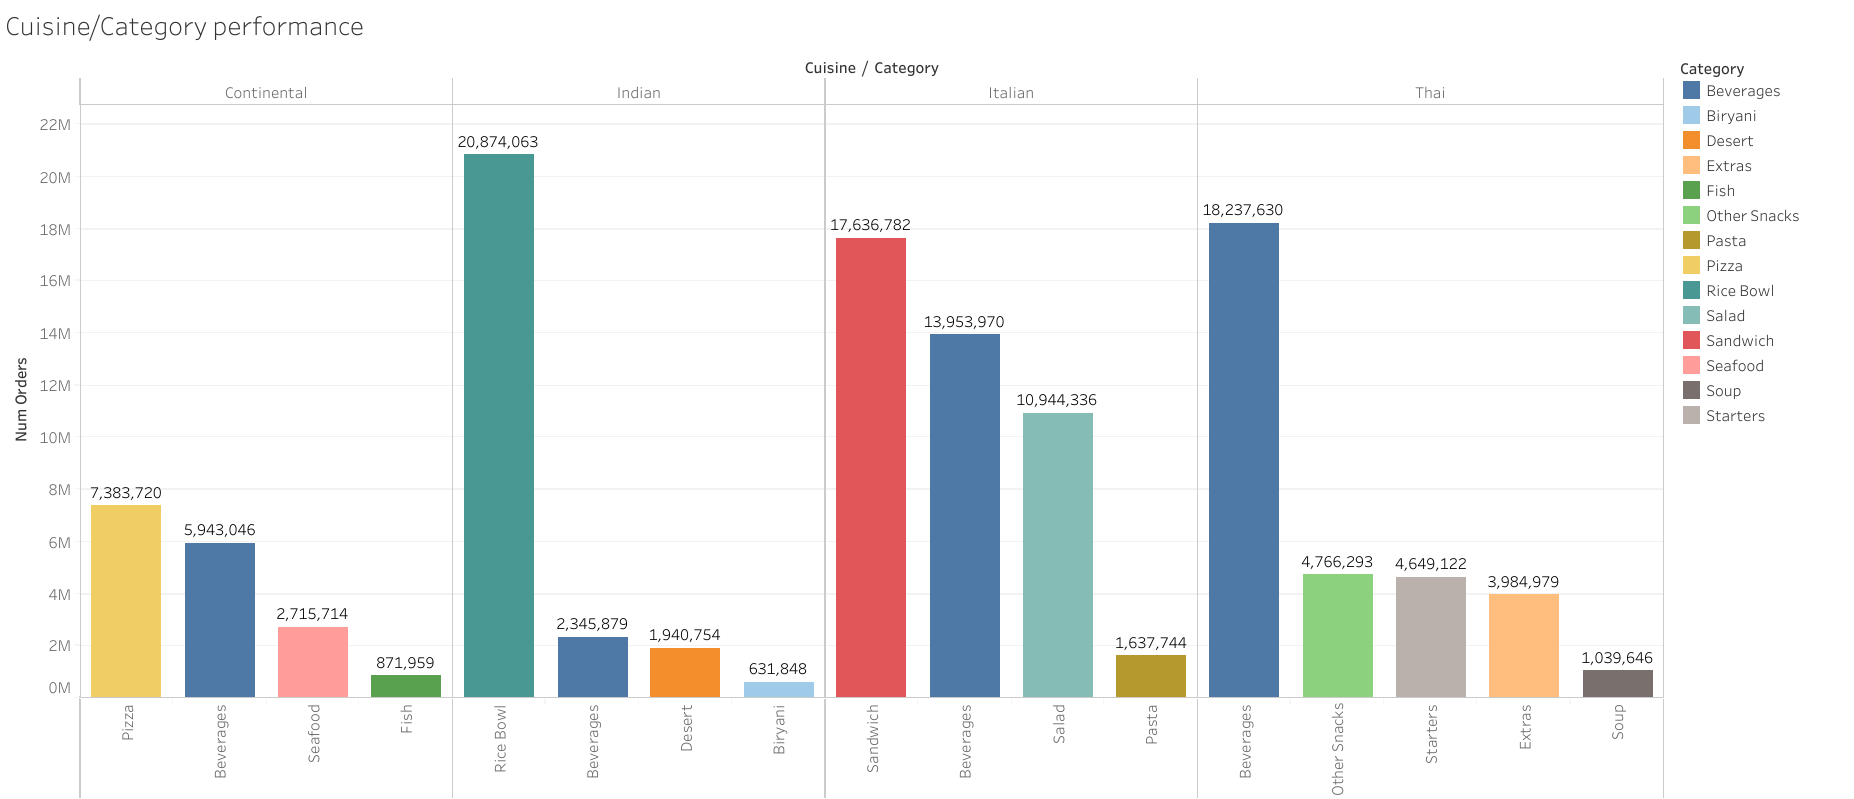 Cuisine/Category performance
Cuisine / Category
Continental Indian Italian Thai
Num Orders
22M
20M
18M
16M
14M
12M
10M
8M
6M
4M
2M
0M
7,383,720
5,943,046
2,715,714
871,959
20,874,063
2,345,879
1,940,754
631,848
17,636,782
13,953,970
10,944,336
1,637,744
18,237,630
4,766,293
4,649,122
3,984,979
1,039,646
Pizza
Beverages
Seafood
Fish
Rice Bowl
Beverages
Desert
Biryani
Sandwich
Beverages
Salad
Pasta
Beverages
Other Snacks
Starters
Extras
Soup
Category
Beverages
Biryani
Desert
Extras
Fish
Other Snacks
Pasta
Pizza
Rice Bowl
Salad
Sandwich
Seafood
Soup
Starters